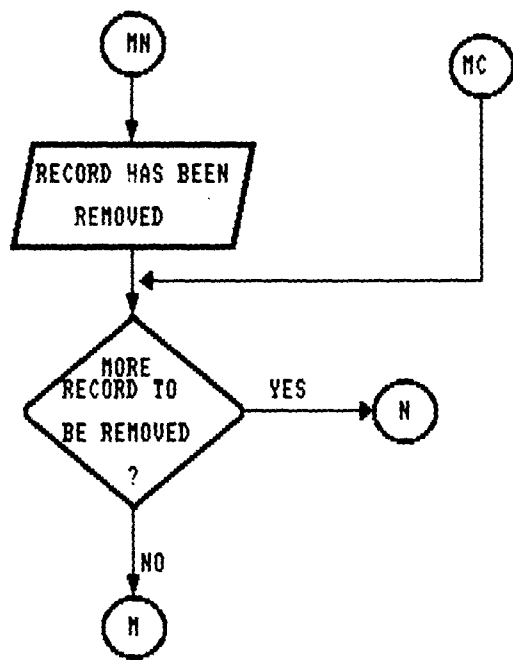 MN
MC
RECORD HAS BEEN
REMOVED
MORE
RECORD TO
BE REMOVED
?
YES
N
NO
M